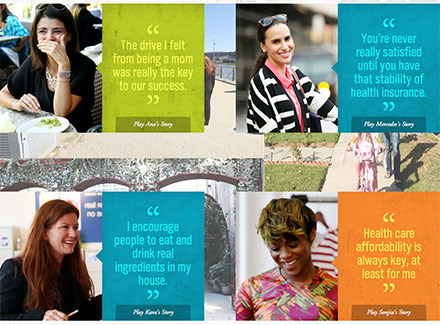 “
The drive I felt
from being a mom
was really the key
to our success.
”
Play Ana's Story
“
You're never
really satisfied
until you have
that stability of
health insurance.
”
Play Mercedes's Story
“
I encourage
people to eat and
drink real
ingredients in my
house.
”
Play Kara's Story
“
Health care
affordability is
always key, at
least for me
”
Play Sonjia's Story